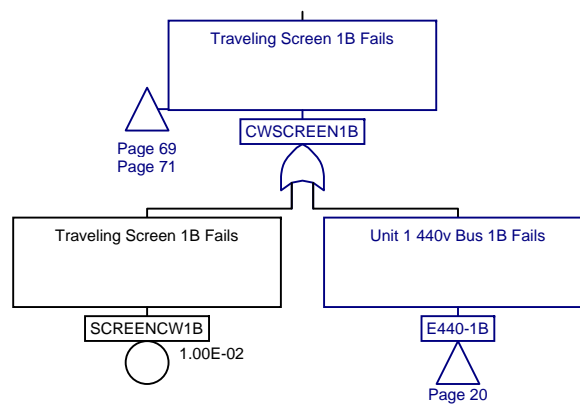 Traveling Screen 1B Fails
Page 69
Page 71
CWSCREEN1B
Traveling Screen 1B Fails
SCREENCW1B
1.00E-02
Unit 1 440v Bus 1B Fails
E440-1B
Page 20